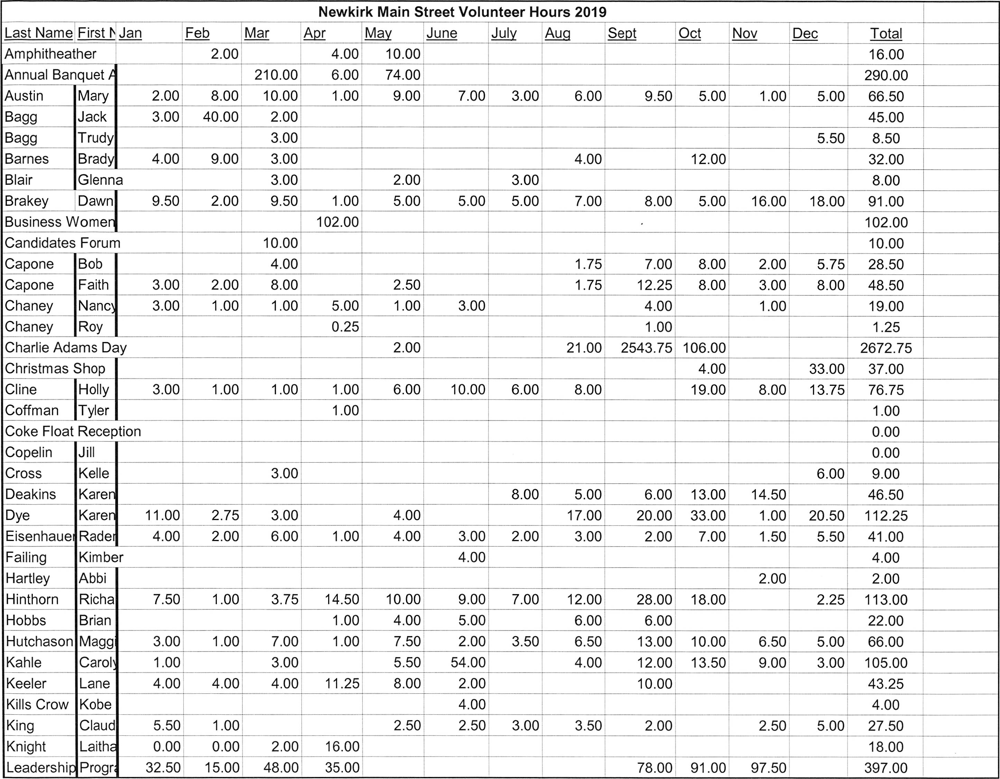 Newkirk Main Street Volunteer Hours 2019
Last Name First N Jan Feb Mar Apr May June July Aug Sept Oct Nov Dec Total
Amphitheather 2.00 4.00 10.00 16.00
Annual Banquet A 210.00 6.00 74.00 290.00
Austin Mary 2.00 8.00 10.00 1.00 9.00 7.00 3.00 6.00 9.50 5.00 1.00 5.00 66.50
Bagg Jack 3.00 40.00 2.00 45.00
Bagg Trudy 3.00 5.50 8.50
Barnes Brady 4.00 9.00 3.00 4.00 12.00 32.00
Blair Glenna 3.00 2.00 3.00 8.00
Brakey Dawn 9.50 2.00 9.50 1.00 5.00 5.00 5.00 7.00 8.00 5.00 16.00 18.00 91.00
Business Women 102.00 102.00
Candidates Forum 10.00 10.00
Capone Bob 4.00 1.75 7.00 8.00 2.00 5.75 28.50
Capone Faith 3.00 2.00 8.00 2.50 1.75 12.25 8.00 3.00 8.00 48.50
Chaney Nancy 3.00 1.00 1.00 5.00 1.00 3.00 4.00 1.00 19.00
Chaney Roy 0.25 1.00 1.25
Charlie Adams Day 2.00 21.00 2543.75 106.00 2672.75
Christmas Shop 4.00 33.00 37.00
Cline Holly 3.00 1.00 1.00 1.00 6.00 10.00 6.00 8.00 19.00 8.00 13.75 76.75
Coffman Tyler 1.00 1.00
Coke Float Reception 0.00
Copelin Jill 0.00
Cross Kelle 3.00 6.00 9.00
Deakins Karen 8.00 5.00 6.00 13.00 14.50 46.50
Dye Karen 11.00 2.75 3.00 4.00 17.00 20.00 33.00 1.00 20.50 112.25
Eisenhauer Rader 4.00 2.00 6.00 1.00 4.00 3.00 2.00 3.00 2.00 7.00 1.50 5.50 41.00
Failing Kimber 4.00 4.00
Hartley Abbi 2.00 2.00
Hinthorn Richa 7.50 1.00 3.75 14.50 10.00 9.00 7.00 12.00 28.00 18.00 2.25 113.00
Hobbs Brian 1.00 4.00 5.00 6.00 6.00 22.00
Hutchason Maggi 3.00 1.00 7.00 1.00 7.50 2.00 3.50 6.50 13.00 10.00 6.50 5.00 66.00
Kahle Caroly 1.00 3.00 5.50 54.00 4.00 12.00 13.50 9.00 3.00 105.00
Keeler Lane 4.00 4.00 4.00 11.25 8.00 2.00 10.00 43.25
Kills Crow Kobe 4.00 4.00
King Claud 5.50 1.00 2.50 2.50 3.00 3.50 2.00 2.50 5.00 27.50
Knight Laitha 0.00 0.00 2.00 16.00 18.00
Leadership Progra 32.50 15.00 48.00 35.00 78.00 91.00 97.50 397.00